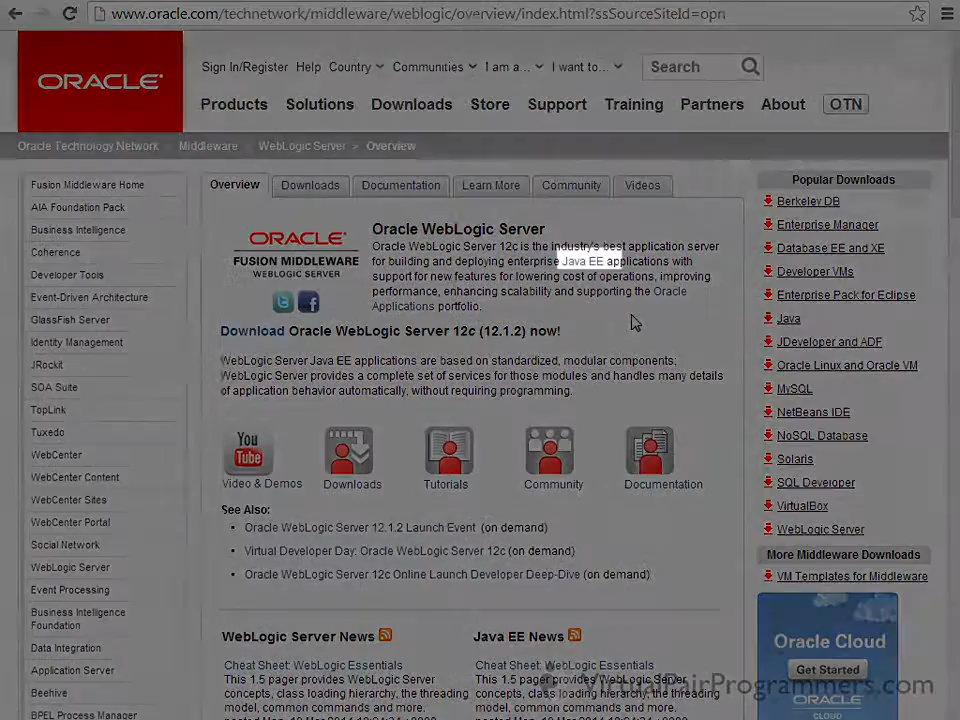 www.oracle.com/technetwork/middleware/weblogic/overview/index.html?ssSourceSiteId=opn
ORACLE
Sign In/Register Help Country Communities I am a... I want to... Search
Products Solutions Downloads Store Support Training Partners About OTN
Oracle Technology Network Middleware WebLogic Server > Overview
Fusion Middleware Home
AIA Foundation Pack
Business Intelligence
Coherence
Developer Tools
Event-Driven Architecture
GlassFish Server
Identity Management
JRockit
SOA Suite
TopLink
Tuxedo
WebCenter
WebCenter Content
WebCenter Sites
WebCenter Portal
Social Network
WebLogic Server
Event Processing
Business Intelligence
Foundation
Data Integration
Application Server
Beehive
BPEL Process Manager
Overview Downloads Documentation Learn More Community Videos
ORACLE
FUSION MIDDLEWARE
WEBLOGIC SERVER
Oracle WebLogic Server
Oracle WebLogic Server 12c is the industry's best application server
for building and deploying enterprise Java EE applications with
support for new features for lowering cost of operations, improving
performance, enhancing scalability and supporting the Oracle
Applications portfolio.
Download Oracle WebLogic Server 12c (12.1.2) now!
WebLogic Server Java EE applications are based on standardized, modular components;
WebLogic Server provides a complete set of services for those modules and handles many details
of application behavior automatically, without requiring programming.
You
Tube
Video & Demos Downloads Tutorials Community Documentation
See Also:
Oracle WebLogic Server 12.1.2 Launch Event (on demand)
Virtual Developer Day: Oracle WebLogic Server 12c (on demand)
Oracle WebLogic Server 12c Online Launch Developer Deep-Dive (on demand)
WebLogic Server News
Cheat Sheet: WebLogic Essentials
This 1.5 pager provides WebLogic Server
concepts, class loading hierarchy, the threading
model, common commands and more.
Java EE News
Cheat Sheet: WebLogic Essentials
This 1.5 pager provides WebLogic Server
concepts, class loading hierarchy, the threading
model, common commands and more.
Popular Downloads
Berkeley DB
Enterprise Manager
Database EE and XE
Developer VMs
Enterprise Pack for Eclipse
Java
JDeveloper and ADF
Oracle Linux and Oracle VM
MySQL
NetBeans IDE
NoSQL Database
Solaris
SQL Developer
VirtualBox
WebLogic Server
More Middleware Downloads
VM Templates for Middleware
Oracle Cloud
Get Started
ORACLE
CLOUD
VirtualPairProgrammers.com